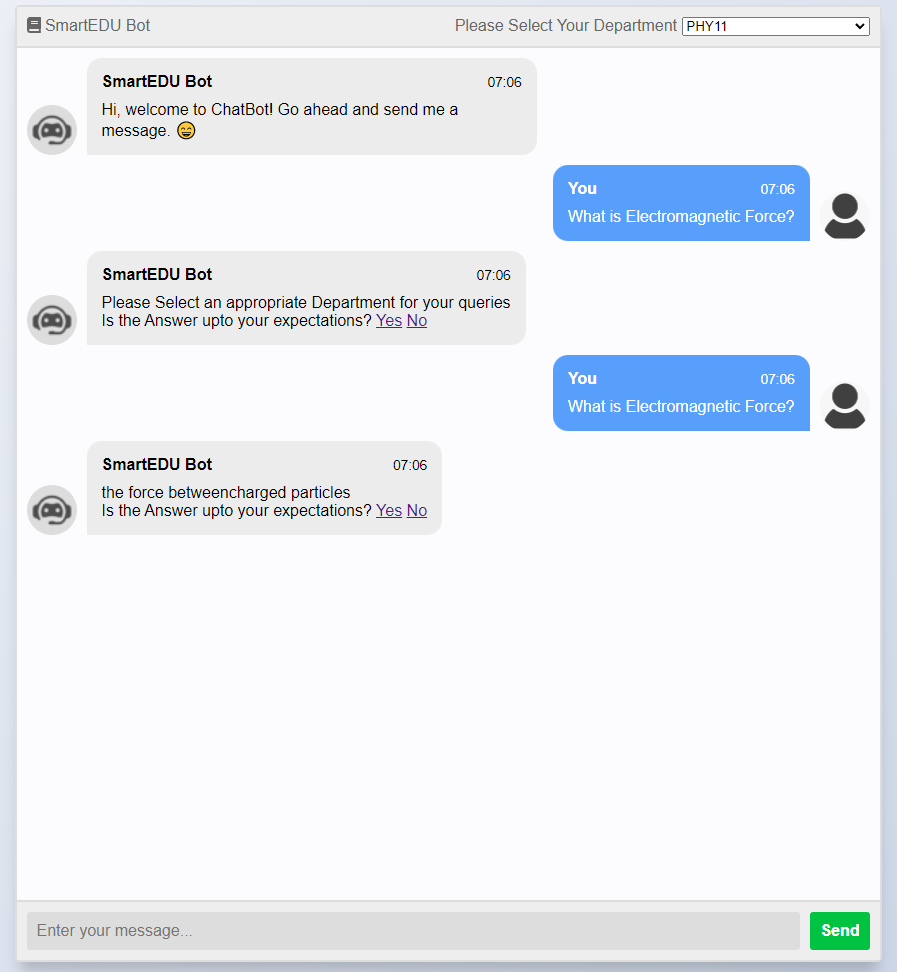 SmartEDU Bot
Please Select Your Department PHY11
SmartEDU Bot 07:06
Hi, welcome to ChatBot! Go ahead and send me a
message. 😄
You 07:06
What is Electromagnetic Force?
SmartEDU Bot 07:06
Please Select an appropriate Department for your queries
Is the Answer upto your expectations? Yes No
You 07:06
What is Electromagnetic Force?
SmartEDU Bot 07:06
the force betweencharged particles
Is the Answer upto your expectations? Yes No
Enter your message...
Send